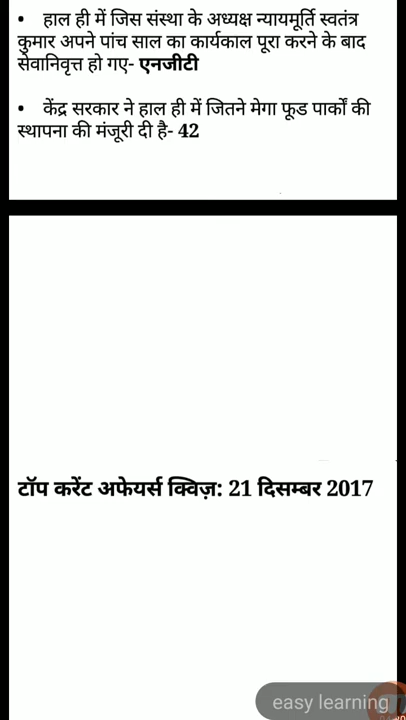 • हाल ही में जिस संस्था के अध्यक्ष न्यायमूर्ति स्वतंत्र
कुमार अपने पांच साल का कार्यकाल पूरा करने के बाद
सेवानिवृत्त हो गए- एनजीटी
• केंद्र सरकार ने हाल ही में जितने मेगा फूड पार्कों की
स्थापना की मंजूरी दी है- 42
टॉप करेंट अफेयर्स क्विज़: 21 दिसम्बर 2017
easy learning